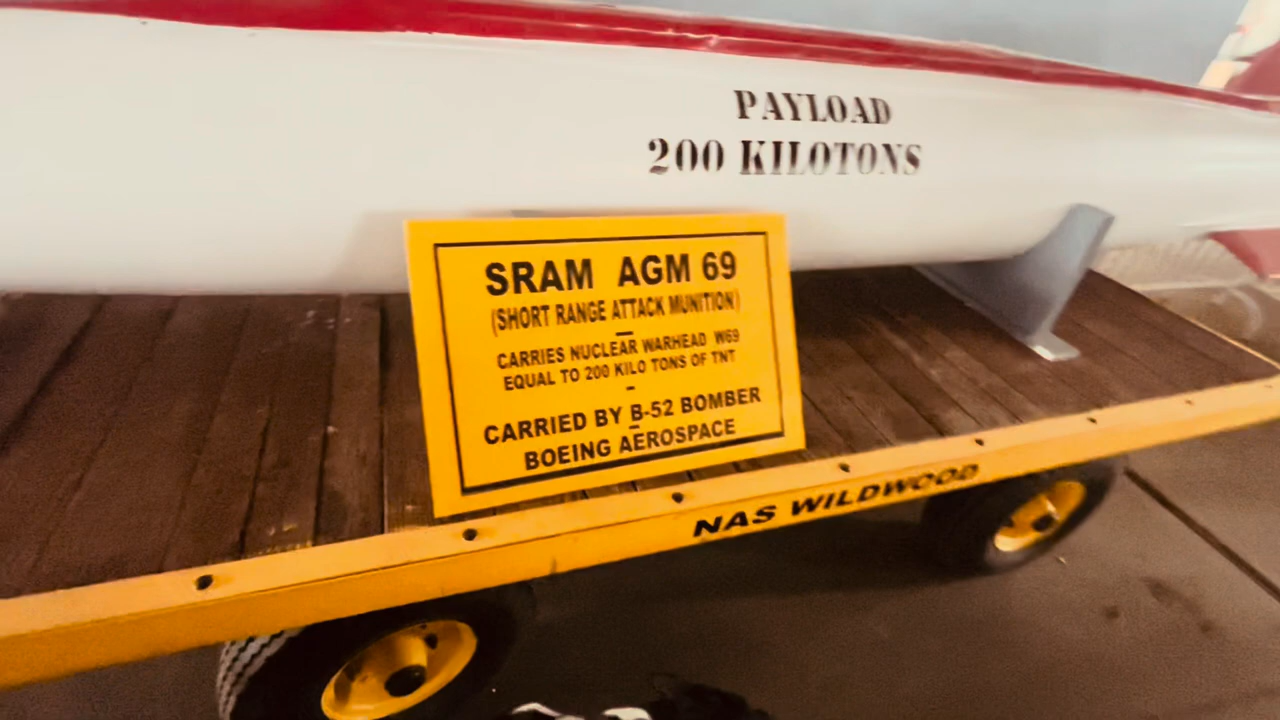 PAYLOAD
200 KILOTONS
SRAM AGM 69
(SHORT RANGE ATTACK MUNITION)
CARRIES NUCLEAR WARHEAD W69
EQUAL TO 200 KILO TONS OF TNT
CARRIED BY B-52 BOMBER
BOEING AEROSPACE
NAS WILDWOOD